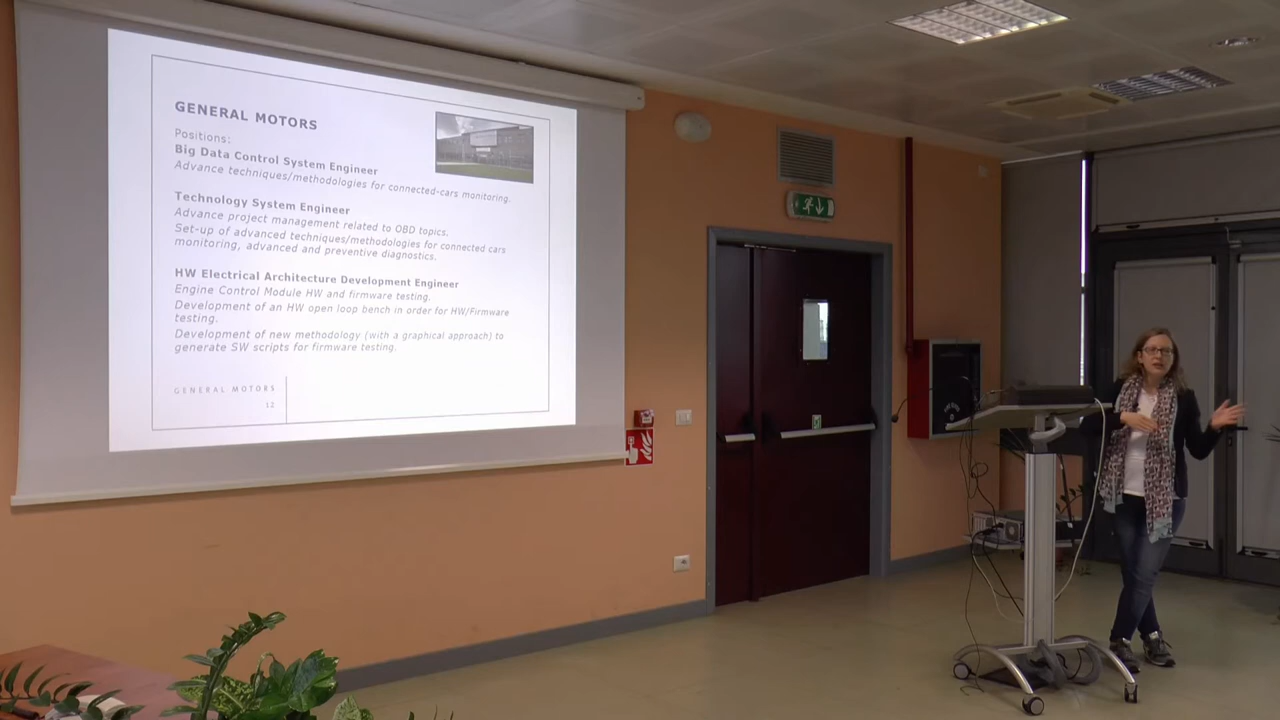 GENERAL MOTORS
Positions:
Big Data Control System Engineer
Advance techniques/methodologies for connected-cars monitoring.
Technology System Engineer
Advance project management related to OBD topics.
Set-up of advanced techniques/methodologies for connected cars
monitoring, advanced and preventive diagnostics.
HW Electrical Architecture Development Engineer
Engine Control Module HW and firmware testing.
Development of an HW open loop bench in order for HW/Firmware
testing.
Development of new methodology (with a graphical approach) to
generate SW scripts for firmware testing.
GENERAL MOTORS
12